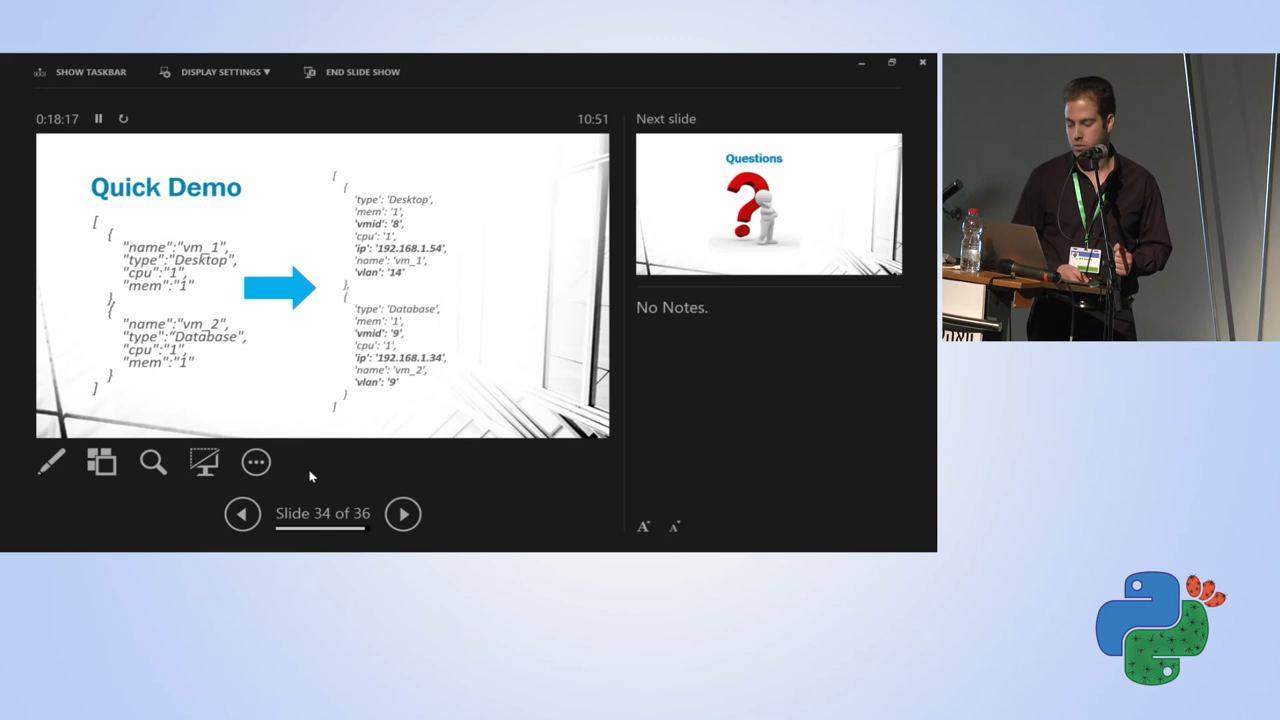 SHOW TASKBAR
DISPLAY SETTINGS ▼
END SLIDE SHOW
0:18:17
10:51
Quick Demo
[
{
"name":"vm_1",
"type":"Desktop",
"cpu":"1",
"mem":"1"
},
{
"name":"vm_2",
"type":"Database",
"cpu":"1",
"mem":"1"
}
]
[
{
'type': 'Desktop',
'mem': '1',
'vmid': '8',
'cpu': '1',
'ip': '192.168.1.54',
'name': 'vm_1',
'vlan': '14'
},
{
'type': 'Database',
'mem': '1',
'vmid': '9',
'cpu': '1',
'ip': '192.168.1.34',
'name': 'vm_2',
'vlan': '9'
}
]
Slide 34 of 36
Next slide
Questions
No Notes.
A
A